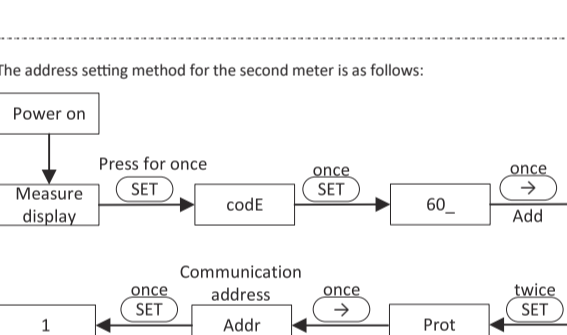 The address setting method for the second meter is as follows:
Power on
Press for once
once
once
SET
SET
→
Measure
display
codE
60_
Add
Communication
address
once
once
twice
SET
→
SET
1
Addr
Prot